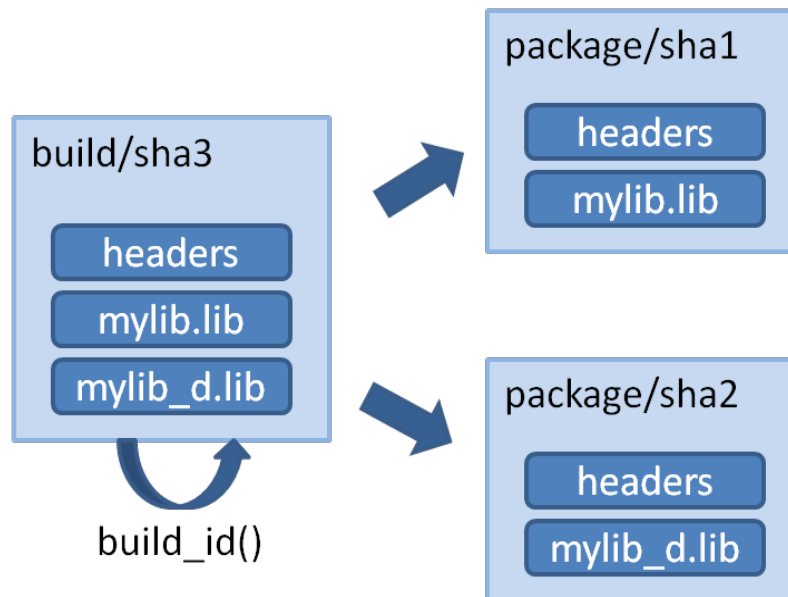 build/sha3
headers
mylib.lib
mylib_d.lib
build_id()
package/sha1
headers
mylib.lib
package/sha2
headers
mylib_d.lib